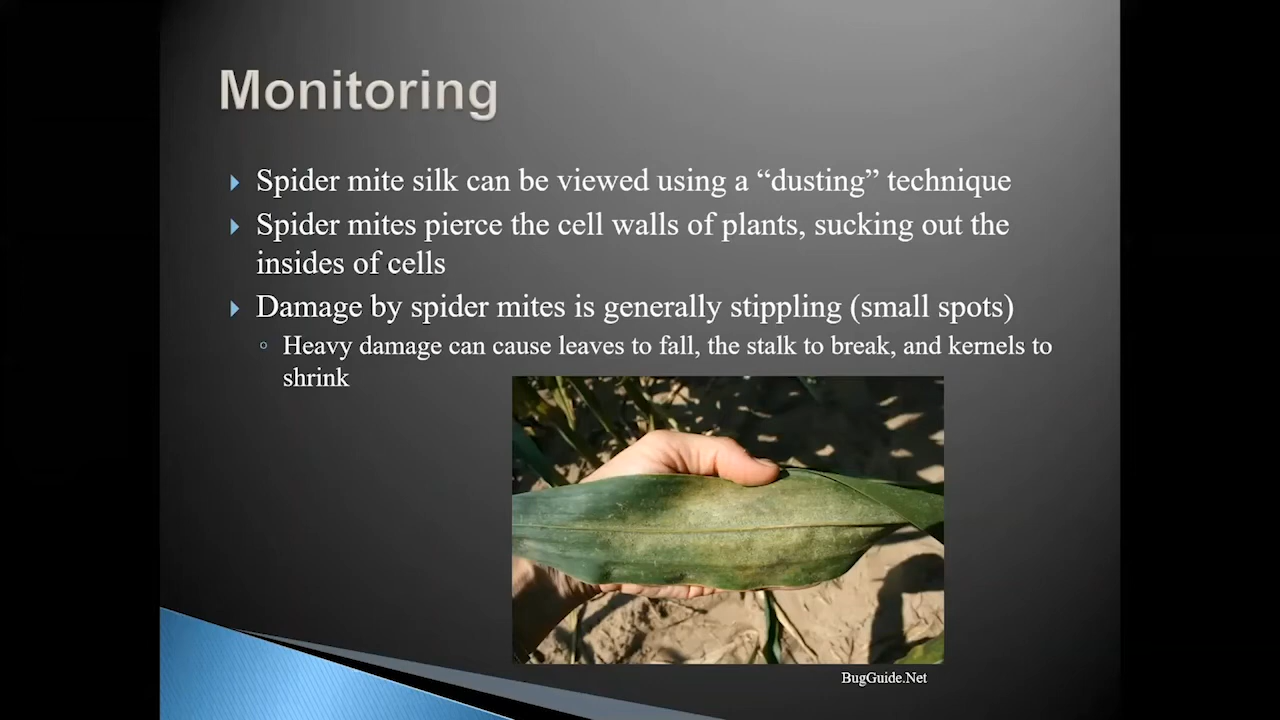 Monitoring
Spider mite silk can be viewed using a “dusting” technique
Spider mites pierce the cell walls of plants, sucking out the
insides of cells
Damage by spider mites is generally stippling (small spots)
Heavy damage can cause leaves to fall, the stalk to break, and kernels to
shrink
BugGuide.Net